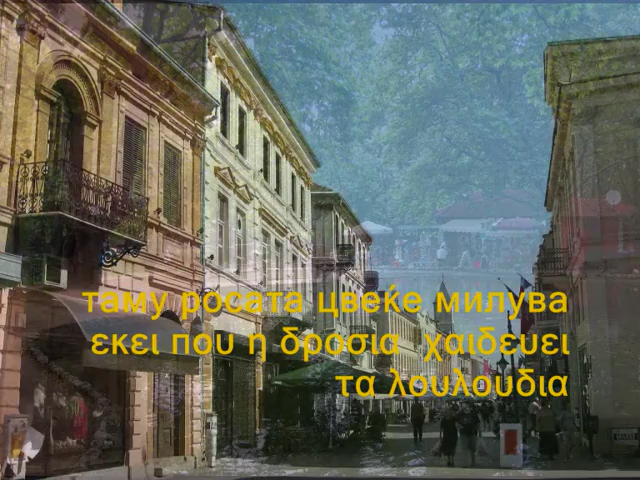 таму росата цвеќе милува
εκει που η δροσια χαιδευει
τα λουλουδια